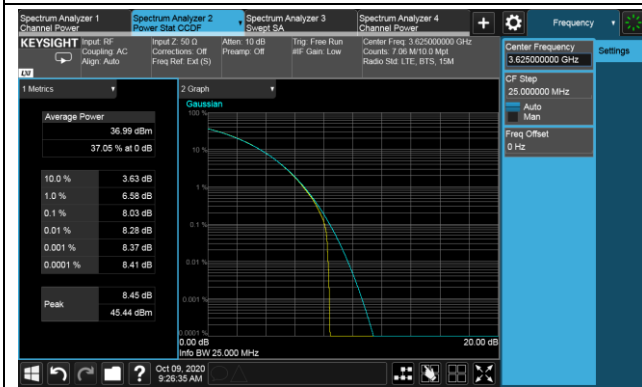 Spectrum Analyzer 1
Channel Power
Spectrum Analyzer 2
Power Stat CCDF
Spectrum Analyzer 3
Swept SA
Spectrum Analyzer 4
Channel Power
Frequency
KEYSIGHT
Input: RF
Coupling: AC
Align: Auto
Input Z: 50 Ω
Corrections: Off
Freq Ref: Ext (S)
Atten: 10 dB
Preamp: Off
Trig: Free Run
#IF Gain: Low
Center Freq: 3.625000000 GHz
Counts: 7.06 M/10.0 Mpt
Radio Std: LTE, BTS, 15M
LXI
Center Frequency
3.625000000 GHz
Settings
CF Step
25.000000 MHz
Auto
Man
Freq Offset
0 Hz
1 Metrics
Average Power
36.99 dBm
37.05 % at 0 dB
10.0 % 3.63 dB
1.0 % 6.58 dB
0.1 % 8.03 dB
0.01 % 8.28 dB
0.001 % 8.37 dB
0.0001 % 8.41 dB
Peak
8.45 dB
45.44 dBm
2 Graph
Gaussian
100 %
10 %
1 %
0.1 %
0.01 %
0.001 %
0.0001 %
0.00 dB
20.00 dB
Info BW 25.000 MHz
?
Oct 09, 2020
9:26:35 AM